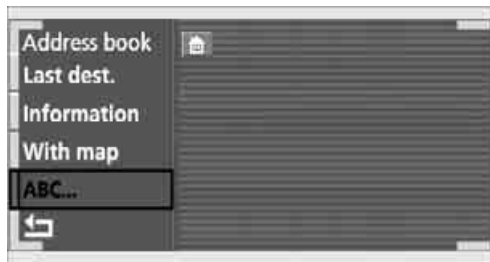 Address book
Last dest.
Information
With map
ABC...